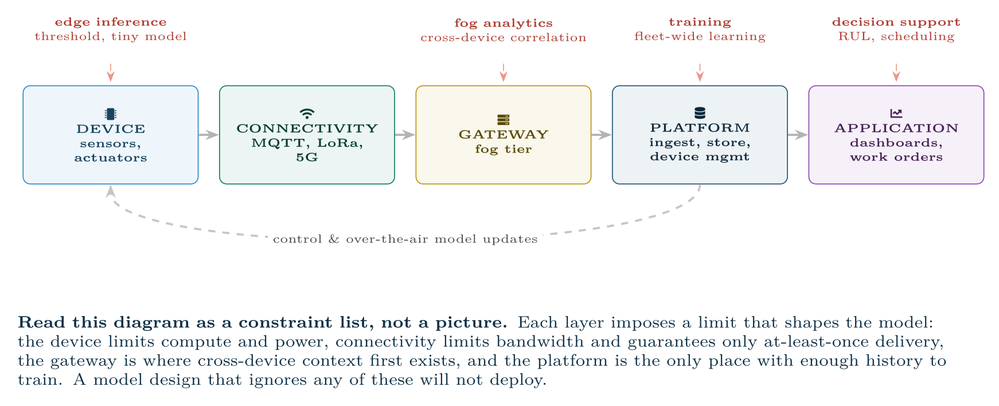 edge inference
threshold, tiny model
fog analytics
cross-device correlation
training
fleet-wide learning
decision support
RUL, scheduling
DEVICE
sensors,
actuators
CONNECTIVITY
MQTT, LoRa,
5G
GATEWAY
fog tier
PLATFORM
ingest, store,
device mgmt
APPLICATION
dashboards,
work orders
control & over-the-air model updates
Read this diagram as a constraint list, not a picture. Each layer imposes a limit that shapes the model:
the device limits compute and power, connectivity limits bandwidth and guarantees only at-least-once delivery,
the gateway is where cross-device context first exists, and the platform is the only place with enough history to
train. A model design that ignores any of these will not deploy.